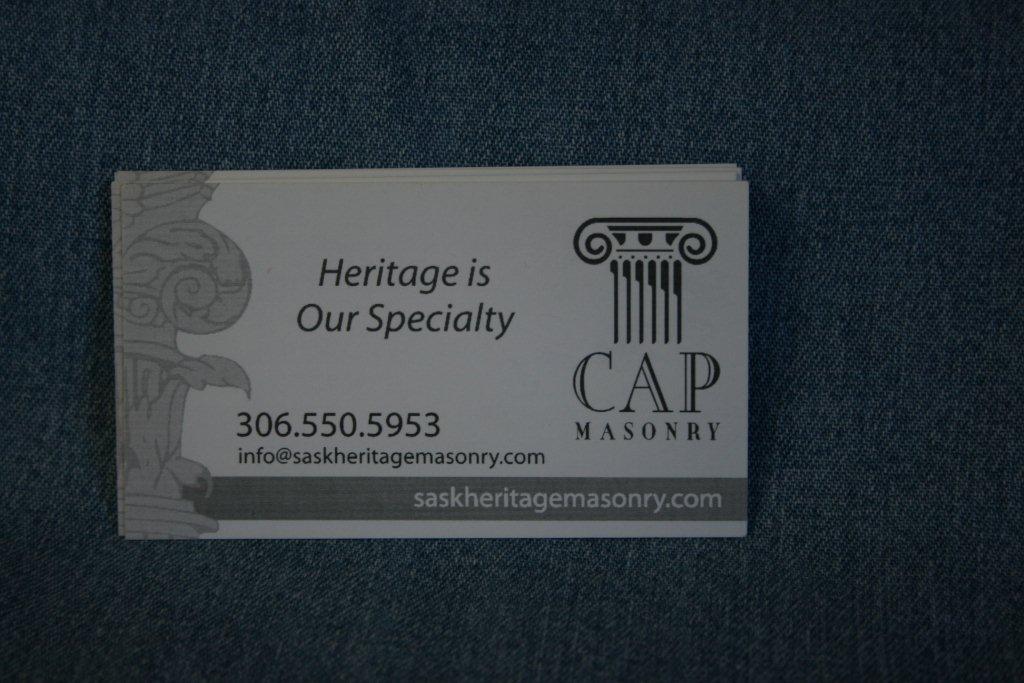 Heritage is
Our Specialty
CAP
MASONRY
306.550.5953
info@saskheritagemasonry.com
saskheritagemasonry.com